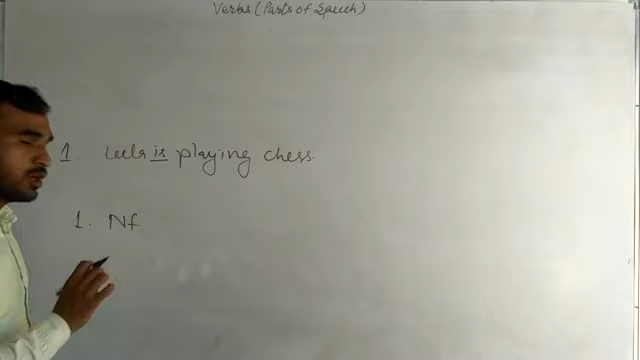 Verbs (Parts of Speech)
1. Leela is playing chess.
1. Nf